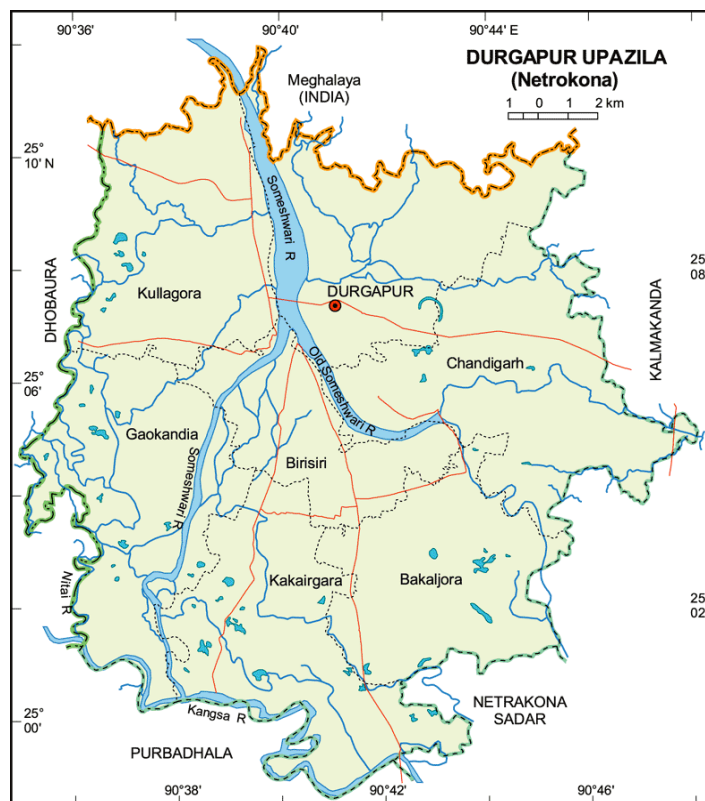 90°36'
90°40'
90°44' E
DURGAPUR UPAZILA
(Netrokona)
1 0 1 2 km
Meghalaya
(INDIA)
25°
10' N
Someshwari R
25
08
DHOBAURA
Kullagora
DURGAPUR
KALMAKANDA
Old Someshwari R
Chandigarh
25°
06'
Gaokandia
Someshwari R
Birisiri
Nitai R
Kakairgara
Bakaljora
25
02
NETRAKONA
SADAR
25°
00'
Kangsa R
PURBADHALA
90°38'
90°42'
90°46'